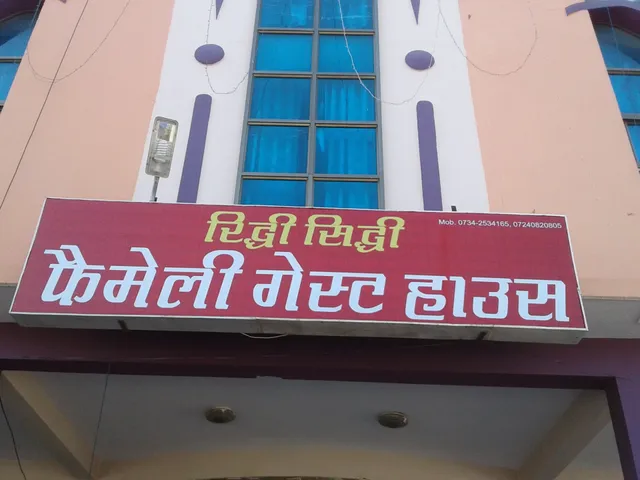 रिद्धी सिद्धी
Mob. 0734-2534165, 07240820805
फैमेली गेस्ट हाउस